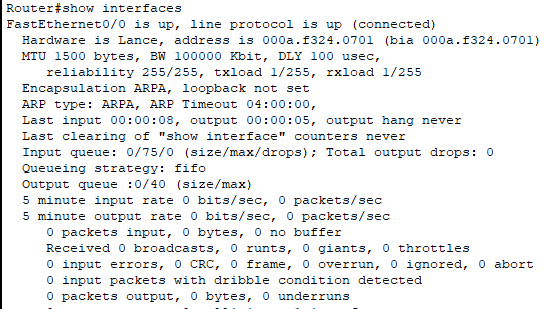 Router#show interfaces
FastEthernet0/0 is up, line protocol is up (connected)
Hardware is Lance, address is 000a.f324.0701 (bia 000a.f324.0701)
MTU 1500 bytes, BW 100000 Kbit, DLY 100 usec,
reliability 255/255, txload 1/255, rxload 1/255
Encapsulation ARPA, loopback not set
ARP type: ARPA, ARP Timeout 04:00:00,
Last input 00:00:08, output 00:00:05, output hang never
Last clearing of "show interface" counters never
Input queue: 0/75/0 (size/max/drops); Total output drops: 0
Queueing strategy: fifo
Output queue :0/40 (size/max)
5 minute input rate 0 bits/sec, 0 packets/sec
5 minute output rate 0 bits/sec, 0 packets/sec
0 packets input, 0 bytes, 0 no buffer
Received 0 broadcasts, 0 runts, 0 giants, 0 throttles
0 input errors, 0 CRC, 0 frame, 0 overrun, 0 ignored, 0 abort
0 input packets with dribble condition detected
0 packets output, 0 bytes, 0 underruns